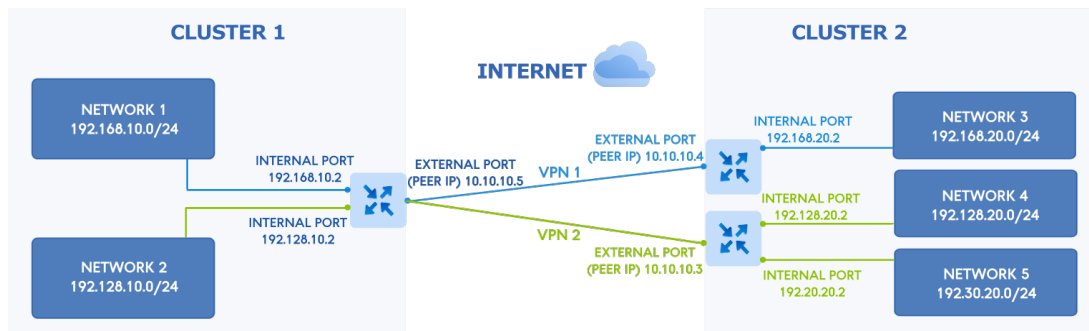 CLUSTER 1
NETWORK 1
192.168.10.0/24
INTERNAL PORT
192.168.10.2
INTERNAL PORT
192.128.10.2
NETWORK 2
192.128.10.0/24
INTERNET
EXTERNAL PORT
(PEER IP) 10.10.10.5
VPN 1
EXTERNAL PORT
(PEER IP) 10.10.10.4
VPN 2
EXTERNAL PORT
(PEER IP) 10.10.10.3
CLUSTER 2
INTERNAL PORT
192.168.20.2
NETWORK 3
192.168.20.0/24
INTERNAL PORT
192.128.20.2
NETWORK 4
192.128.20.0/24
INTERNAL PORT
192.20.20.2
NETWORK 5
192.30.20.0/24